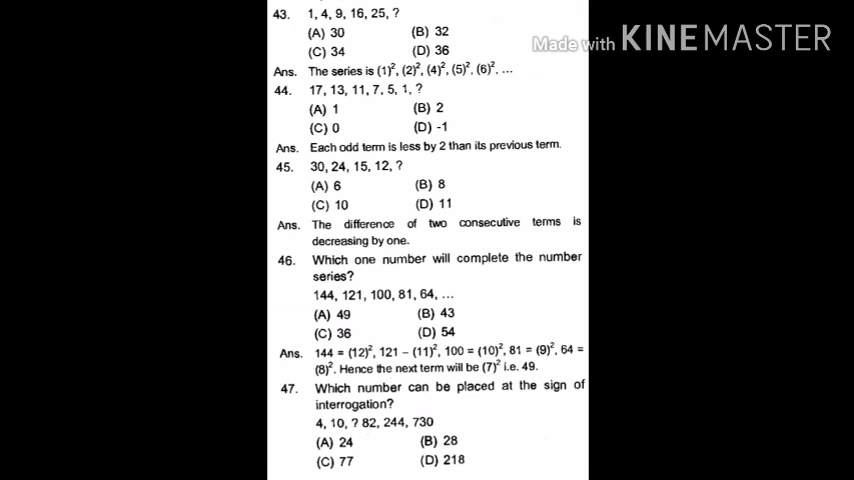 43. 1, 4, 9, 16, 25, ?
(A) 30 (B) 32
(C) 34 (D) 36
Made with KINEMASTER
Ans. The series is (1)², (2)², (4)², (5)², (6)², ...
44. 17, 13, 11, 7, 5, 1, ?
(A) 1 (B) 2
(C) 0 (D) -1
Ans. Each odd term is less by 2 than its previous term.
45. 30, 24, 15, 12, ?
(A) 6 (B) 8
(C) 10 (D) 11
Ans. The difference of two consecutive terms is
decreasing by one.
46. Which one number will complete the number
series?
144, 121, 100, 81, 64, ...
(A) 49 (B) 43
(C) 36 (D) 54
Ans. 144 = (12)², 121 – (11)², 100 = (10)², 81 = (9)², 64 =
(8)². Hence the next term will be (7)² i.e. 49.
47. Which number can be placed at the sign of
interrogation?
4, 10, ? 82, 244, 730
(A) 24 (B) 28
(C) 77 (D) 218